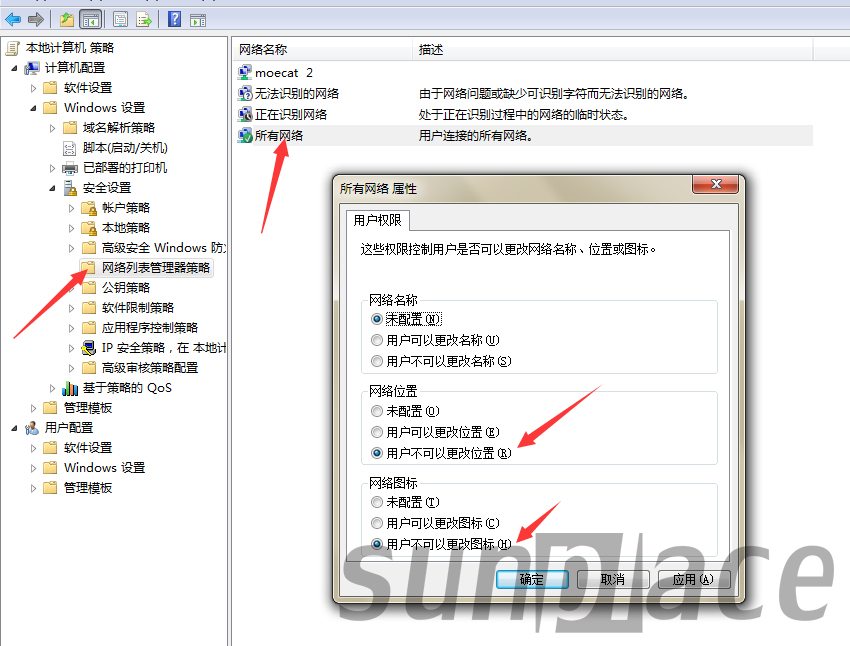 本地计算机 策略
计算机配置
软件设置
Windows 设置
域名解析策略
脚本(启动/关机)
已部署的打印机
安全设置
帐户策略
本地策略
高级安全 Windows 防
网络列表管理器策略
公钥策略
软件限制策略
应用程序控制策略
IP 安全策略，在 本地计
高级审核策略配置
基于策略的 QoS
管理模板
用户配置
软件设置
Windows 设置
管理模板
网络名称 描述
moecat 2
无法识别的网络 由于网络问题或缺少可识别字符而无法识别的网络。
正在识别网络 处于正在识别过程中的网络的临时状态。
所有网络 用户连接的所有网络。
所有网络 属性
用户权限
这些权限控制用户是否可以更改网络名称、位置或图标。
网络名称
未配置(N)
用户可以更改名称(U)
用户不可以更改名称(S)
网络位置
未配置(O)
用户可以更改位置(E)
用户不可以更改位置(R)
网络图标
未配置(T)
用户可以更改图标(C)
用户不可以更改图标(H)
确定 取消 应用(A)
sunplace